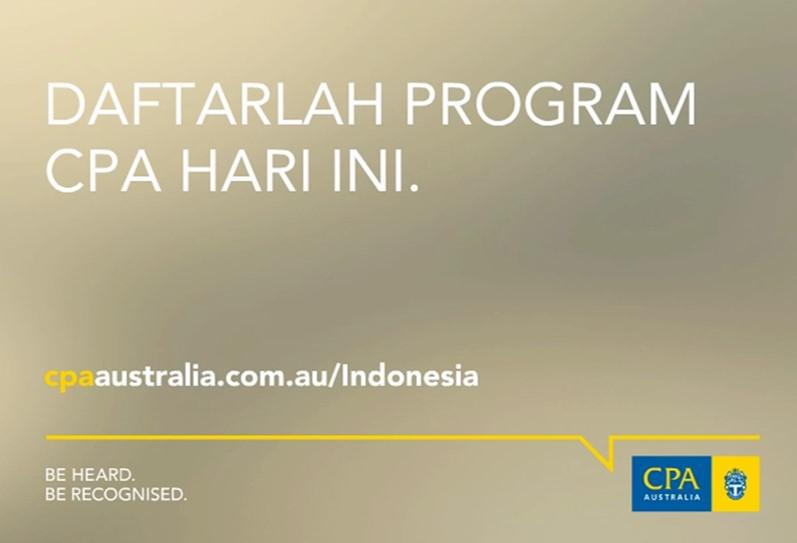 DAFTARLAH PROGRAM
CPA HARI INI.
cpaaustralia.com.au/Indonesia
BE HEARD.
BE RECOGNISED.
CPA
AUSTRALIA